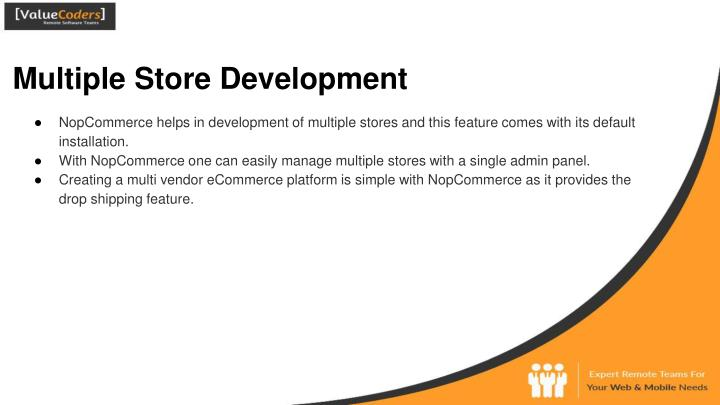 [ValueCoders]
Remote Software Teams
Multiple Store Development
● NopCommerce helps in development of multiple stores and this feature comes with its default
installation.
● With NopCommerce one can easily manage multiple stores with a single admin panel.
● Creating a multi vendor eCommerce platform is simple with NopCommerce as it provides the
drop shipping feature.
Expert Remote Teams For
Your Web & Mobile Needs